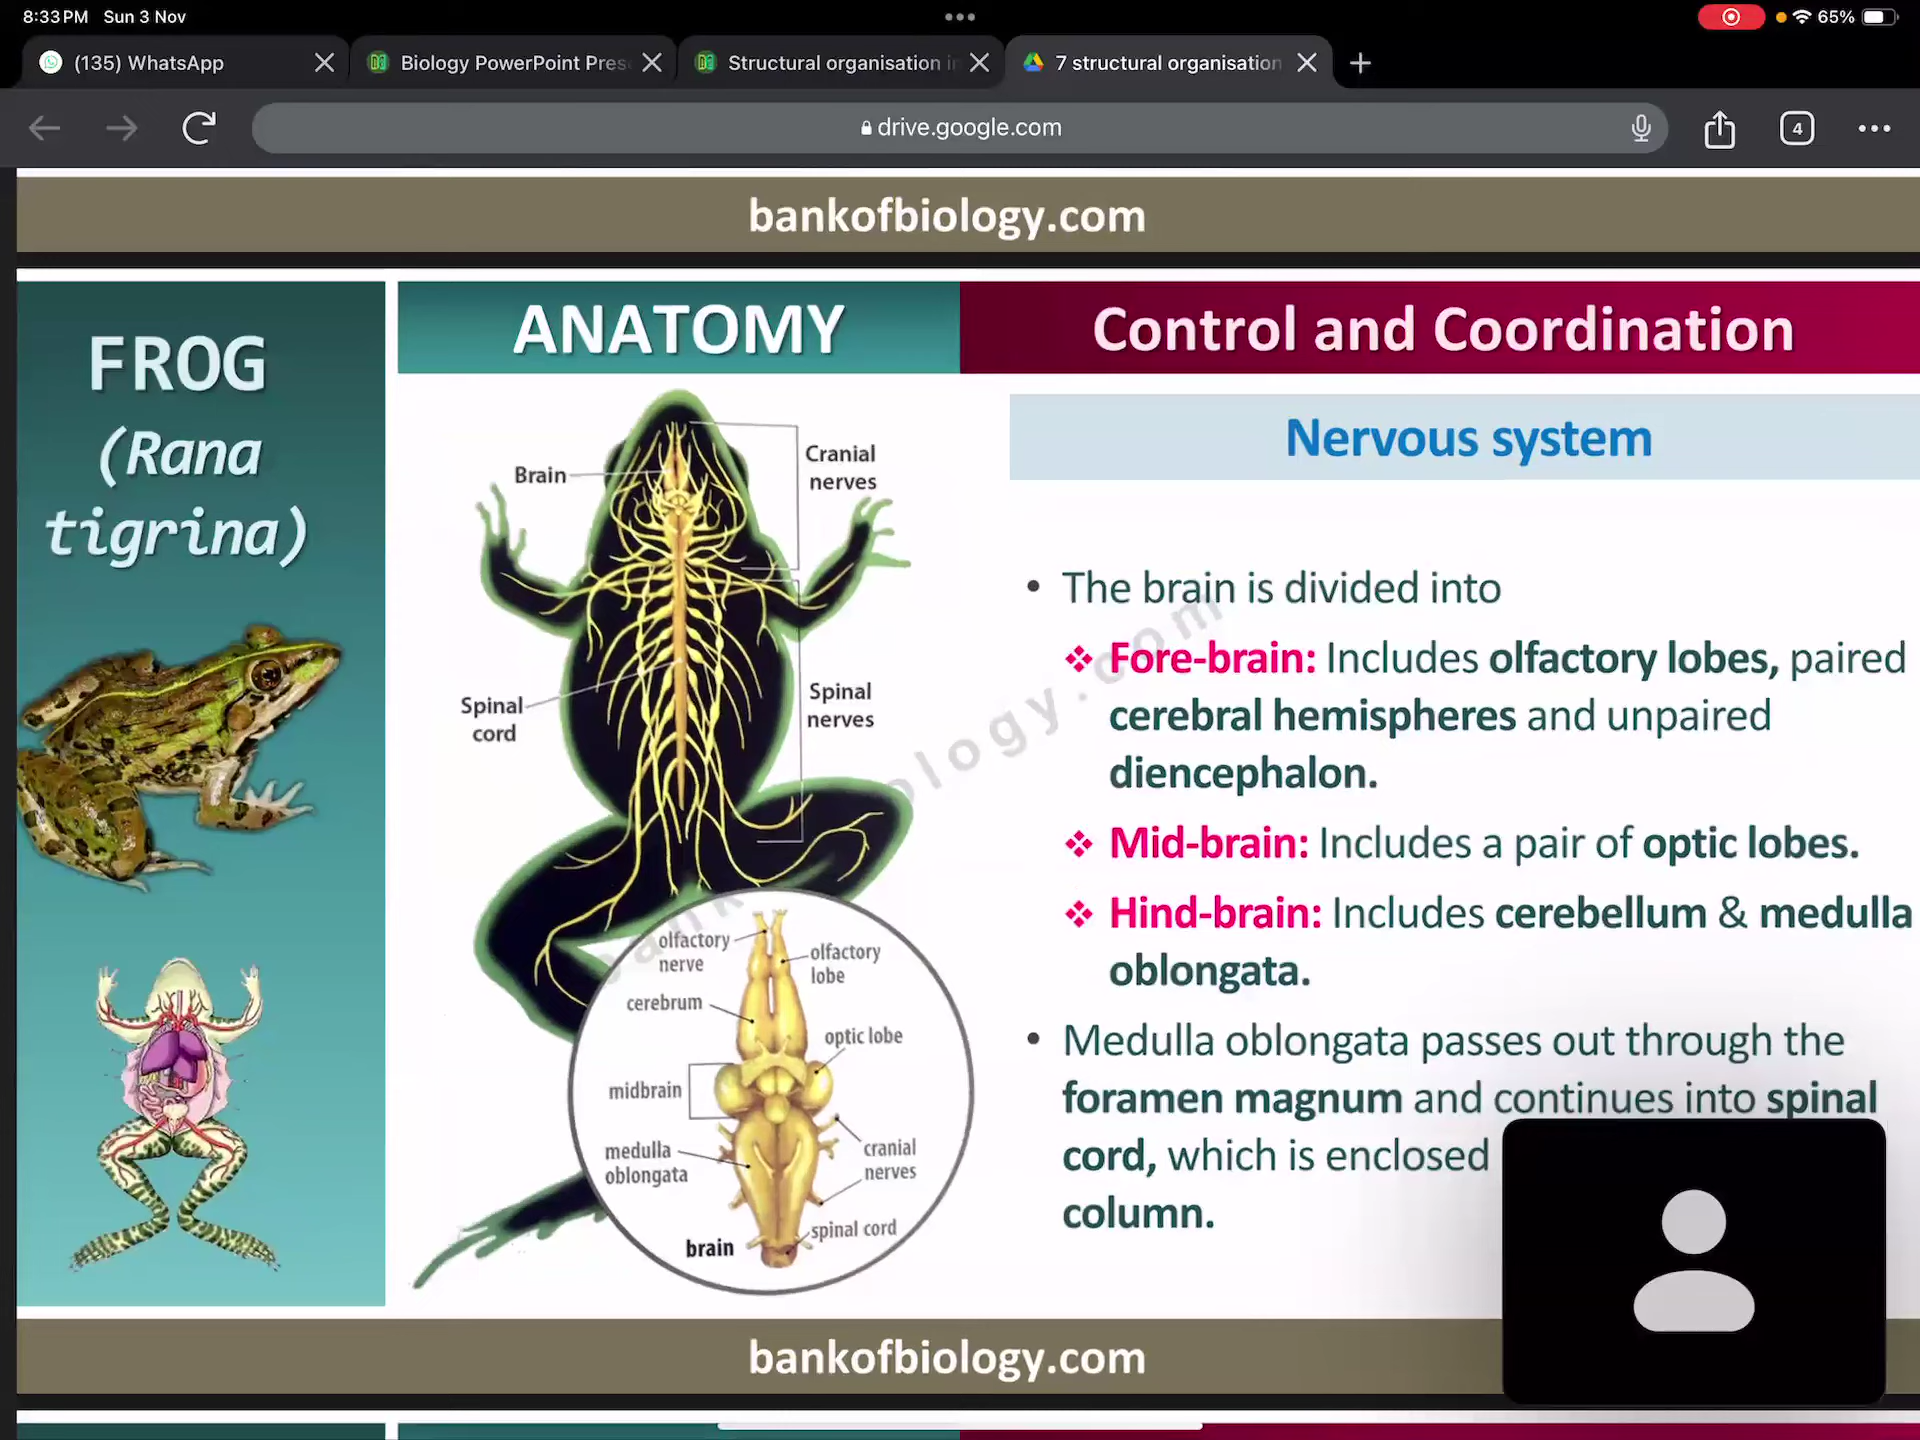 8:33 PM Sun 3 Nov
65%
(135) WhatsApp
Biology PowerPoint Pres
Structural organisation i
7 structural organisation
drive.google.com
4
bankofbiology.com
FROG
(Rana
tigrina)
ANATOMY
Control and Coordination
Nervous system
Brain
Cranial
nerves
Spinal
cord
Spinal
nerves
olfactory
nerve
olfactory
lobe
cerebrum
optic lobe
midbrain
medulla
oblongata
cranial
nerves
spinal cord
brain
• The brain is divided into
❖ Fore-brain: Includes olfactory lobes, paired
cerebral hemispheres and unpaired
diencephalon.
❖ Mid-brain: Includes a pair of optic lobes.
❖ Hind-brain: Includes cerebellum & medulla
oblongata.
• Medulla oblongata passes out through the
foramen magnum and continues into spinal
cord, which is enclosed
column.
bankofbiology.com